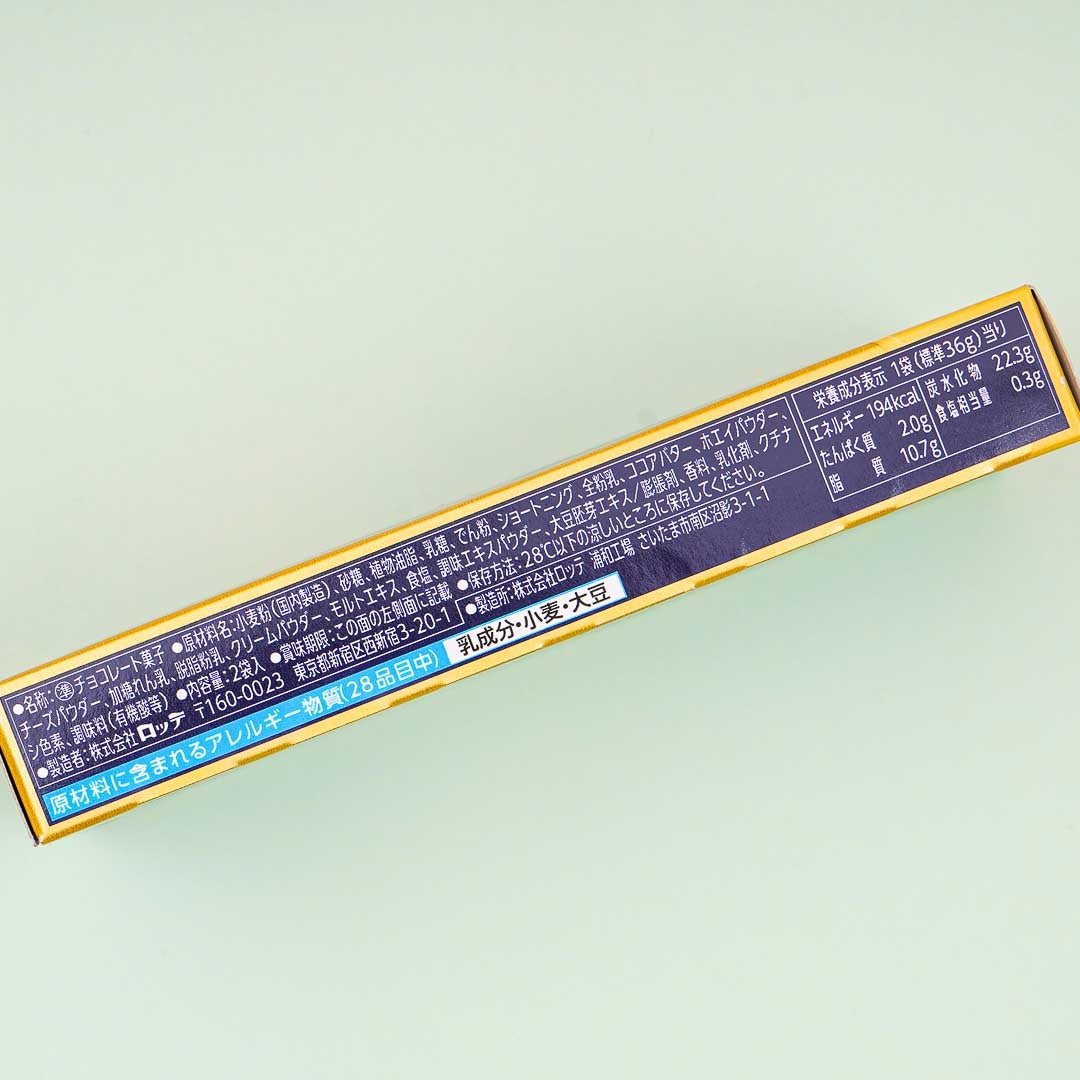 ●名称:㊤チョコレート菓子 ●原材料名:小麦粉(国内製造)、砂糖、植物油脂、乳糖、でん粉、ショートニング、全粉乳、ココアバター、ホエイパウダー、
チーズパウダー、加糖れん乳、脱脂粉乳、クリームパウダー、モルトエキス、食塩、調味エキスパウダー、大豆胚芽エキス/膨脹剤、香料、乳化剤、クチナ
シ色素、調味料(有機酸等) ●内容量:2袋入 ●賞味期限:この面の左側面に記載 ●保存方法:28℃以下の涼しいところに保存してください。
●製造者:株式会社ロッテ 〒160-0023 東京都新宿区西新宿3-20-1 ●製造所:株式会社ロッテ 浦和工場 さいたま市南区沼影3-1-1
原材料に含まれるアレルギー物質(28品目中) 乳成分・小麦・大豆
栄養成分表示 1袋(標準36g)当り
エネルギー 194kcal 炭水化物 22.3g
たんぱく質 2.0g 食塩相当量 0.3g
脂質 10.7g